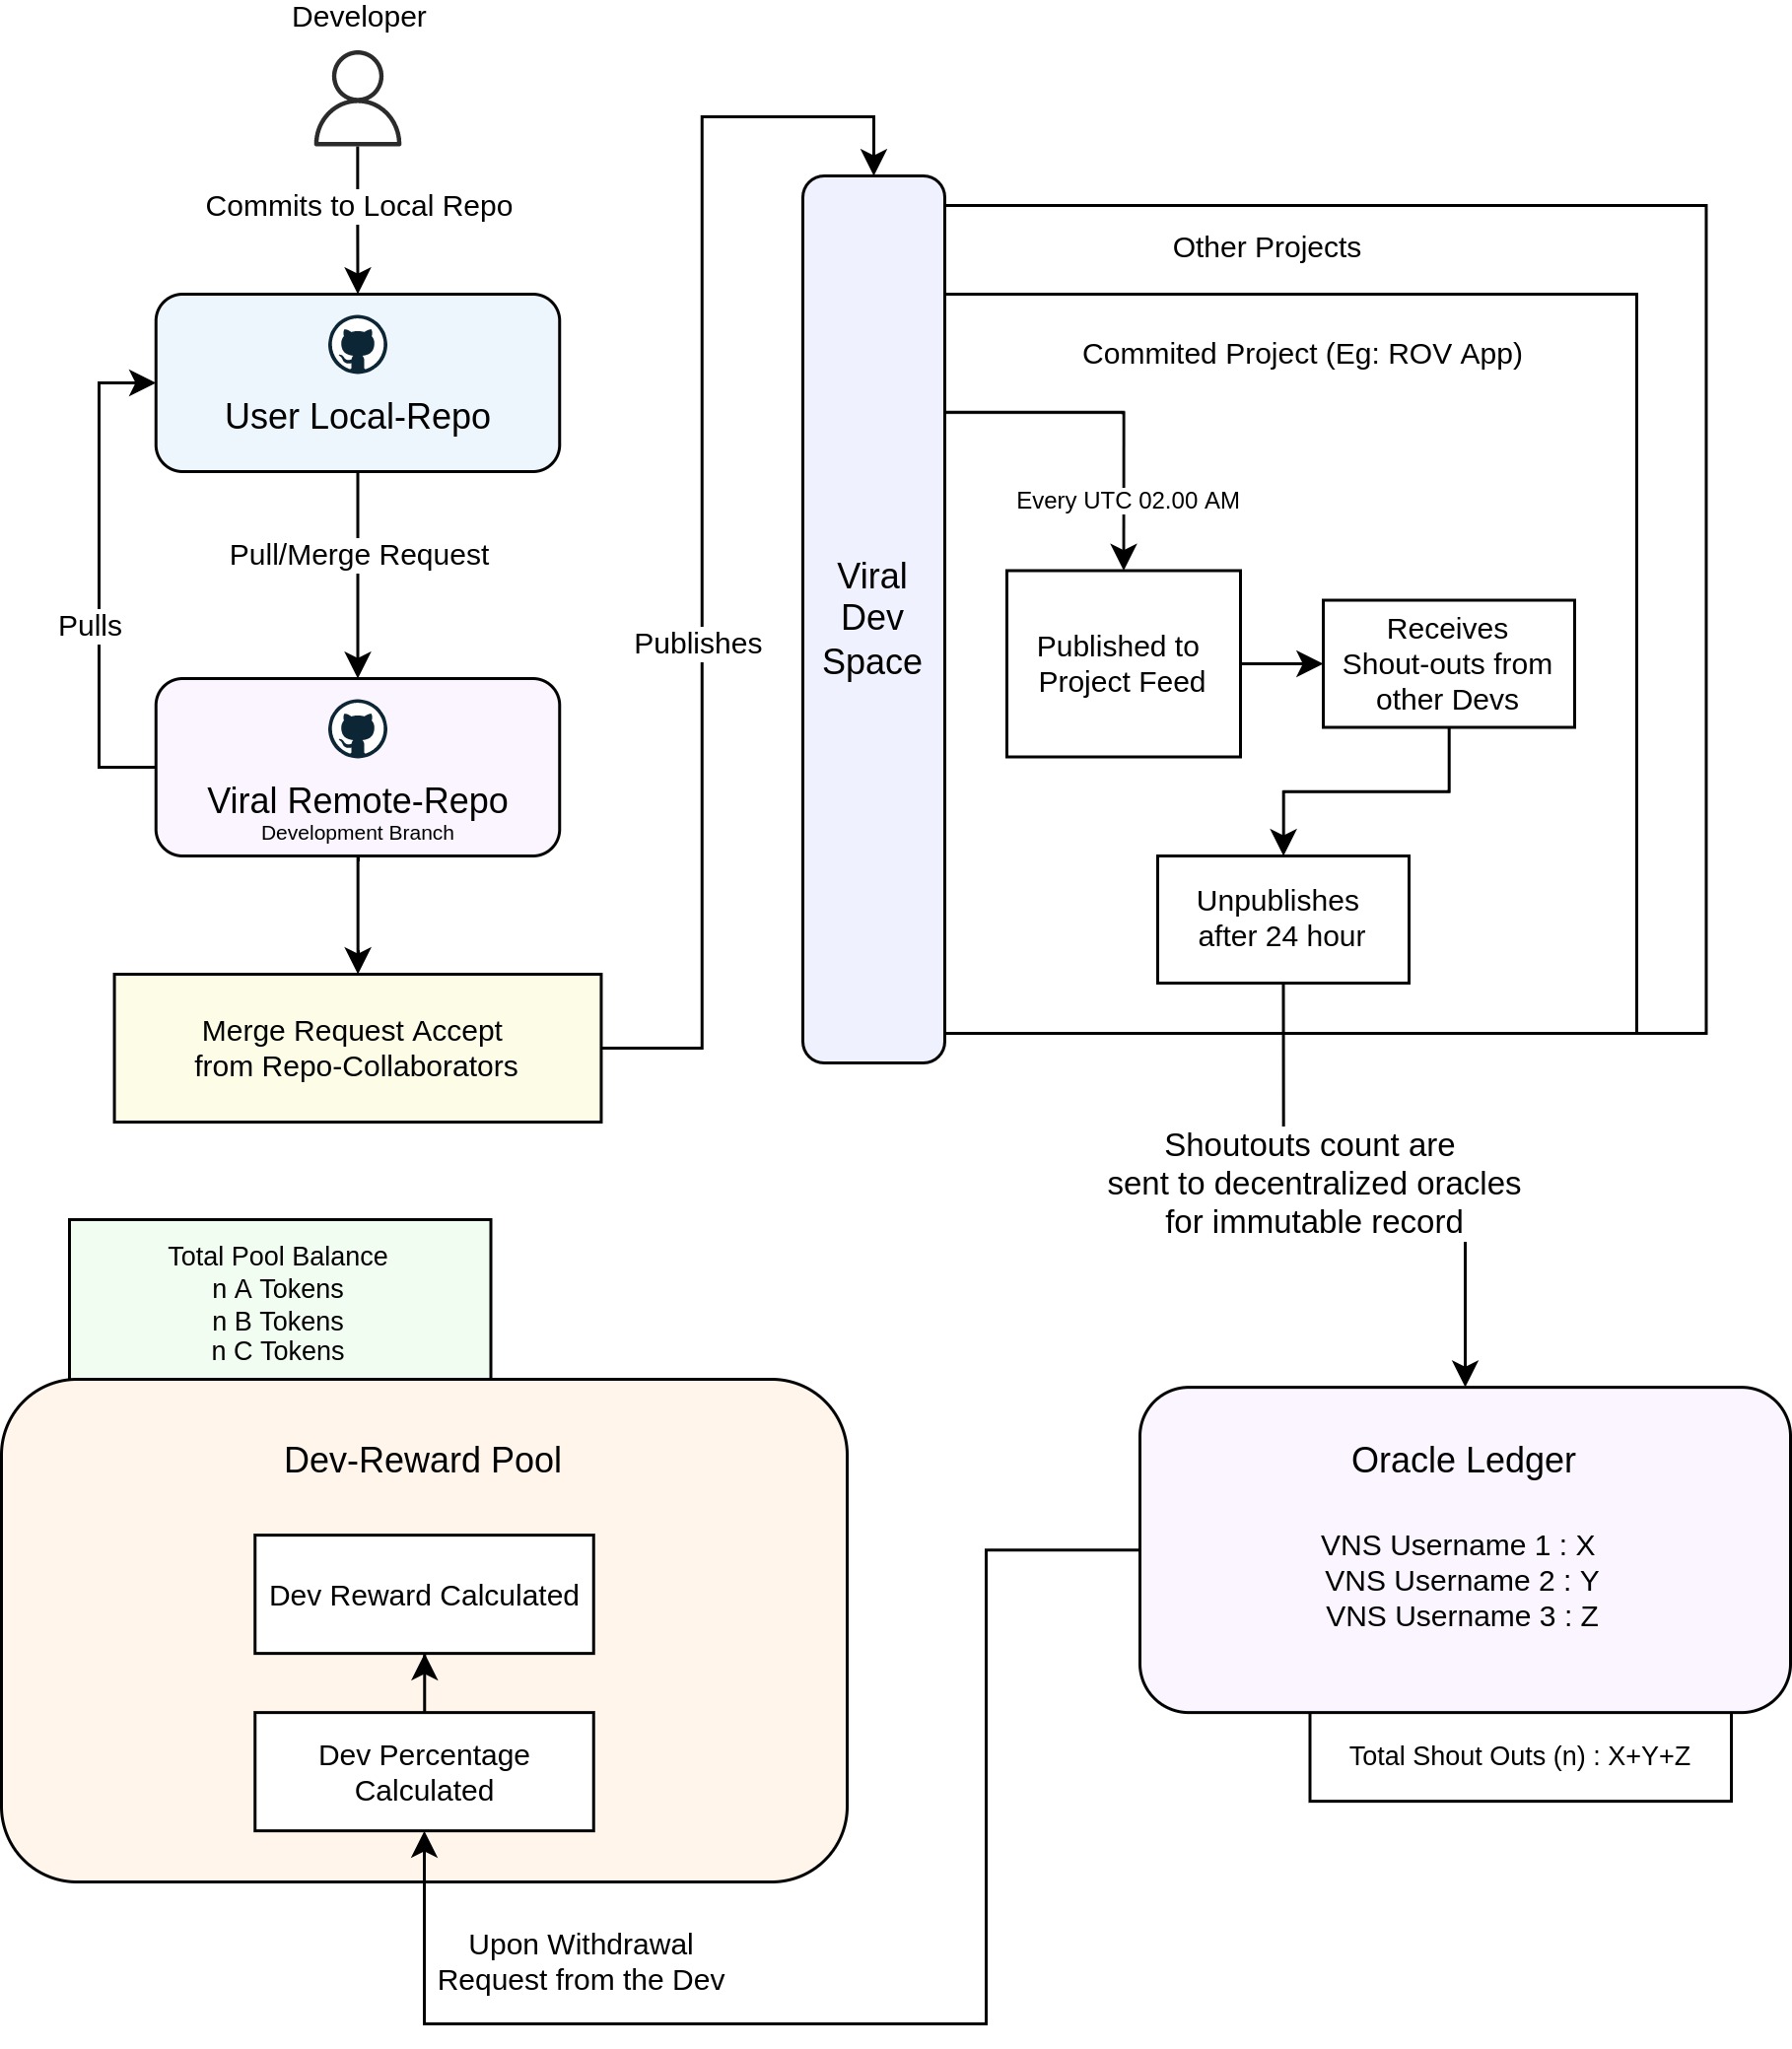 Developer
Commits to Local Repo
User Local-Repo
Pull/Merge Request
Pulls
Viral Remote-Repo
Development Branch
Merge Request Accept
from Repo-Collaborators
Publishes
Viral
Dev
Space
Other Projects
Commited Project (Eg: ROV App)
Every UTC 02.00 AM
Published to
Project Feed
Receives
Shout-outs from
other Devs
Unpublishes
after 24 hour
Shoutouts count are
sent to decentralized oracles
for immutable record
Oracle Ledger
VNS Username 1 : X
VNS Username 2 : Y
VNS Username 3 : Z
Total Shout Outs (n) : X+Y+Z
Total Pool Balance
n A Tokens
n B Tokens
n C Tokens
Dev-Reward Pool
Dev Reward Calculated
Dev Percentage
Calculated
Upon Withdrawal
Request from the Dev